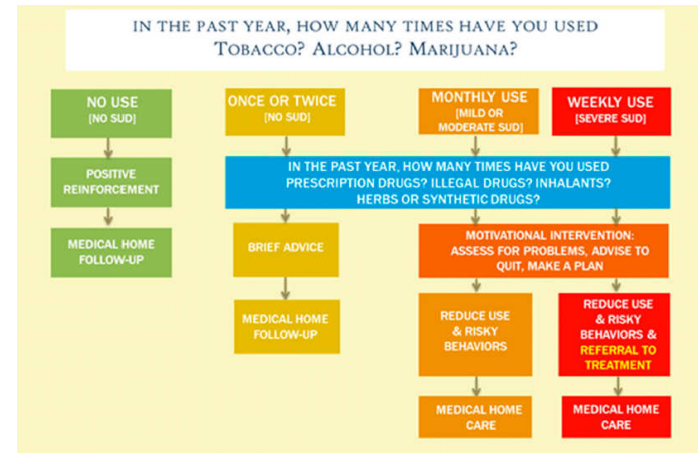 IN THE PAST YEAR, HOW MANY TIMES HAVE YOU USED
TOBACCO? ALCOHOL? MARIJUANA?
NO USE
[NO SUD]
POSITIVE
REINFORCEMENT
MEDICAL HOME
FOLLOW-UP
ONCE OR TWICE
[NO SUD]
MONTHLY USE
[MILD OR
MODERATE SUD]
WEEKLY USE
[SEVERE SUD]
IN THE PAST YEAR, HOW MANY TIMES HAVE YOU USED
PRESCRIPTION DRUGS? ILLEGAL DRUGS? INHALANTS?
HERBS OR SYNTHETIC DRUGS?
BRIEF ADVICE
MEDICAL HOME
FOLLOW-UP
MOTIVATIONAL INTERVENTION:
ASSESS FOR PROBLEMS, ADVISE TO
QUIT, MAKE A PLAN
REDUCE USE
& RISKY
BEHAVIORS
MEDICAL HOME
CARE
REDUCE USE
& RISKY
BEHAVIORS &
REFERRAL TO
TREATMENT
MEDICAL HOME
CARE